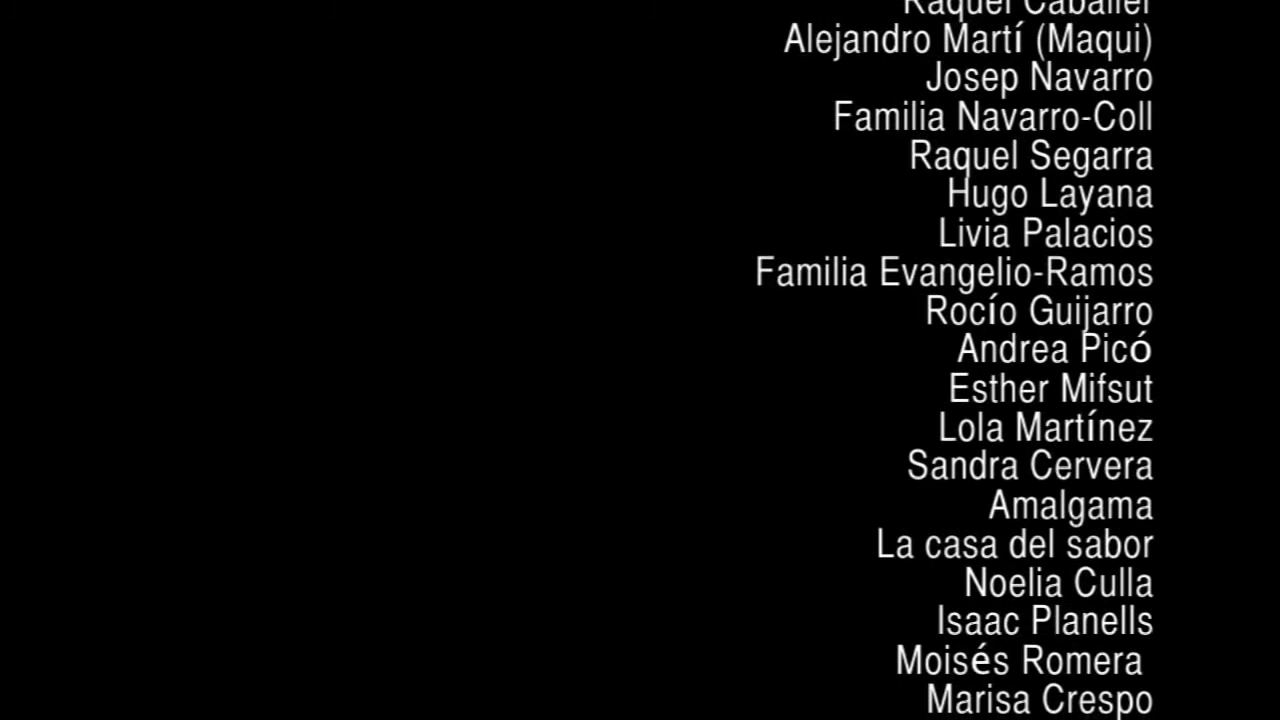 Raquel Caballer
Alejandro Martí (Maqui)
Josep Navarro
Familia Navarro-Coll
Raquel Segarra
Hugo Layana
Livia Palacios
Familia Evangelio-Ramos
Rocío Guijarro
Andrea Picó
Esther Mifsut
Lola Martínez
Sandra Cervera
Amalgama
La casa del sabor
Noelia Culla
Isaac Planells
Moisés Romera
Marisa Crespo